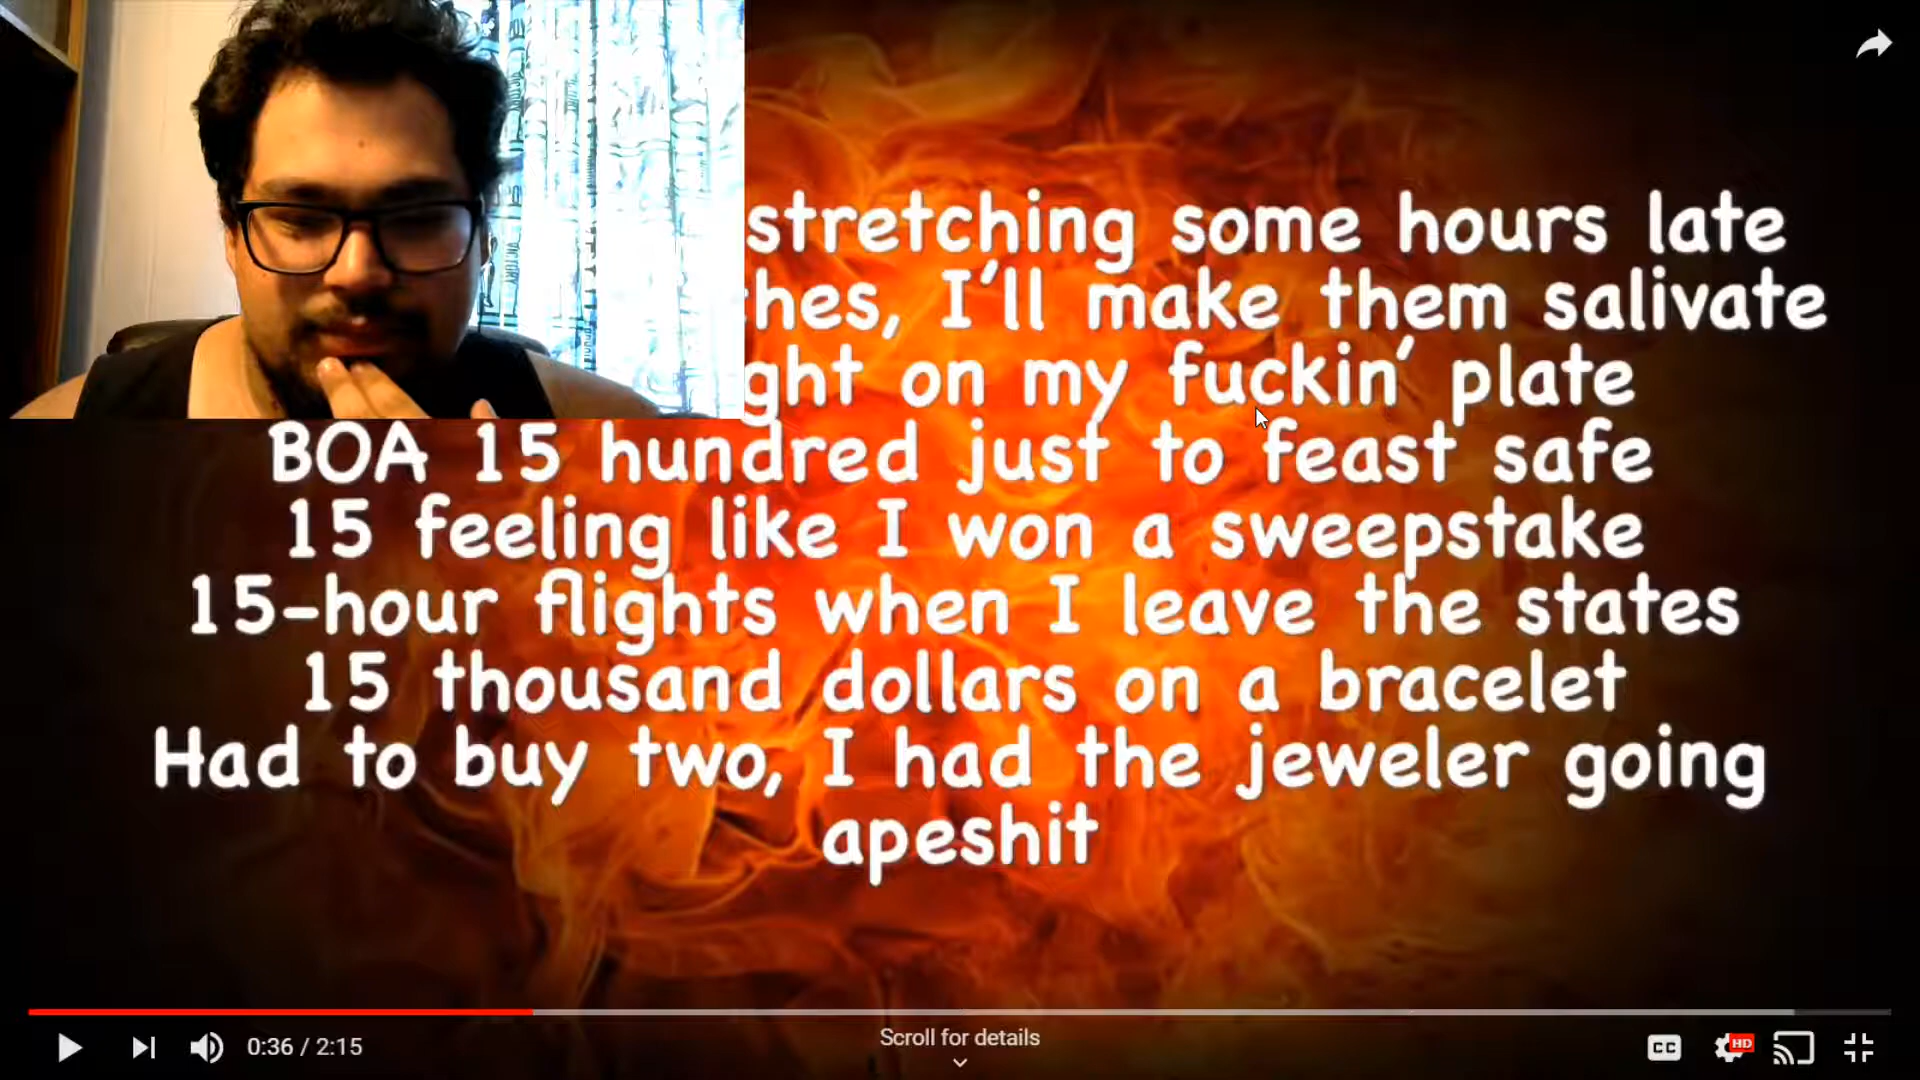 stretching some hours late
hes, I'll make them salivate
ght on my fuckin' plate
BOA 15 hundred just to feast safe
15 feeling like I won a sweepstake
15-hour flights when I leave the states
15 thousand dollars on a bracelet
Had to buy two, I had the jeweler going
apeshit
0:36 / 2:15
Scroll for details
CC
HD